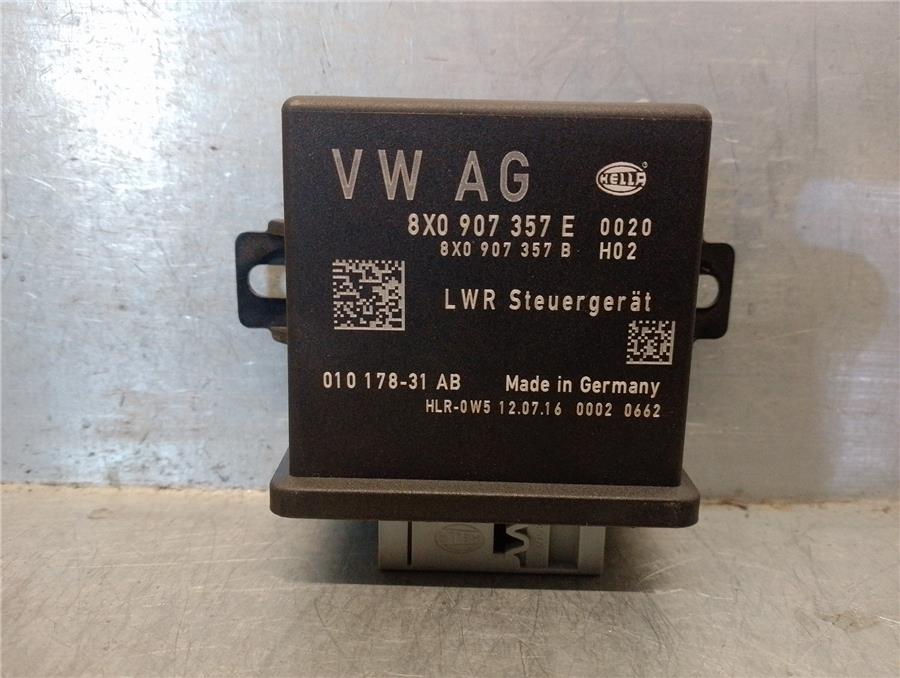 VW AG
HELLA
8X0 907 357 E 0020
8X0 907 357 B H02
LWR Steuergerät
010 178-31 AB Made in Germany
HLR-0W5 12.07.16 0002 0662